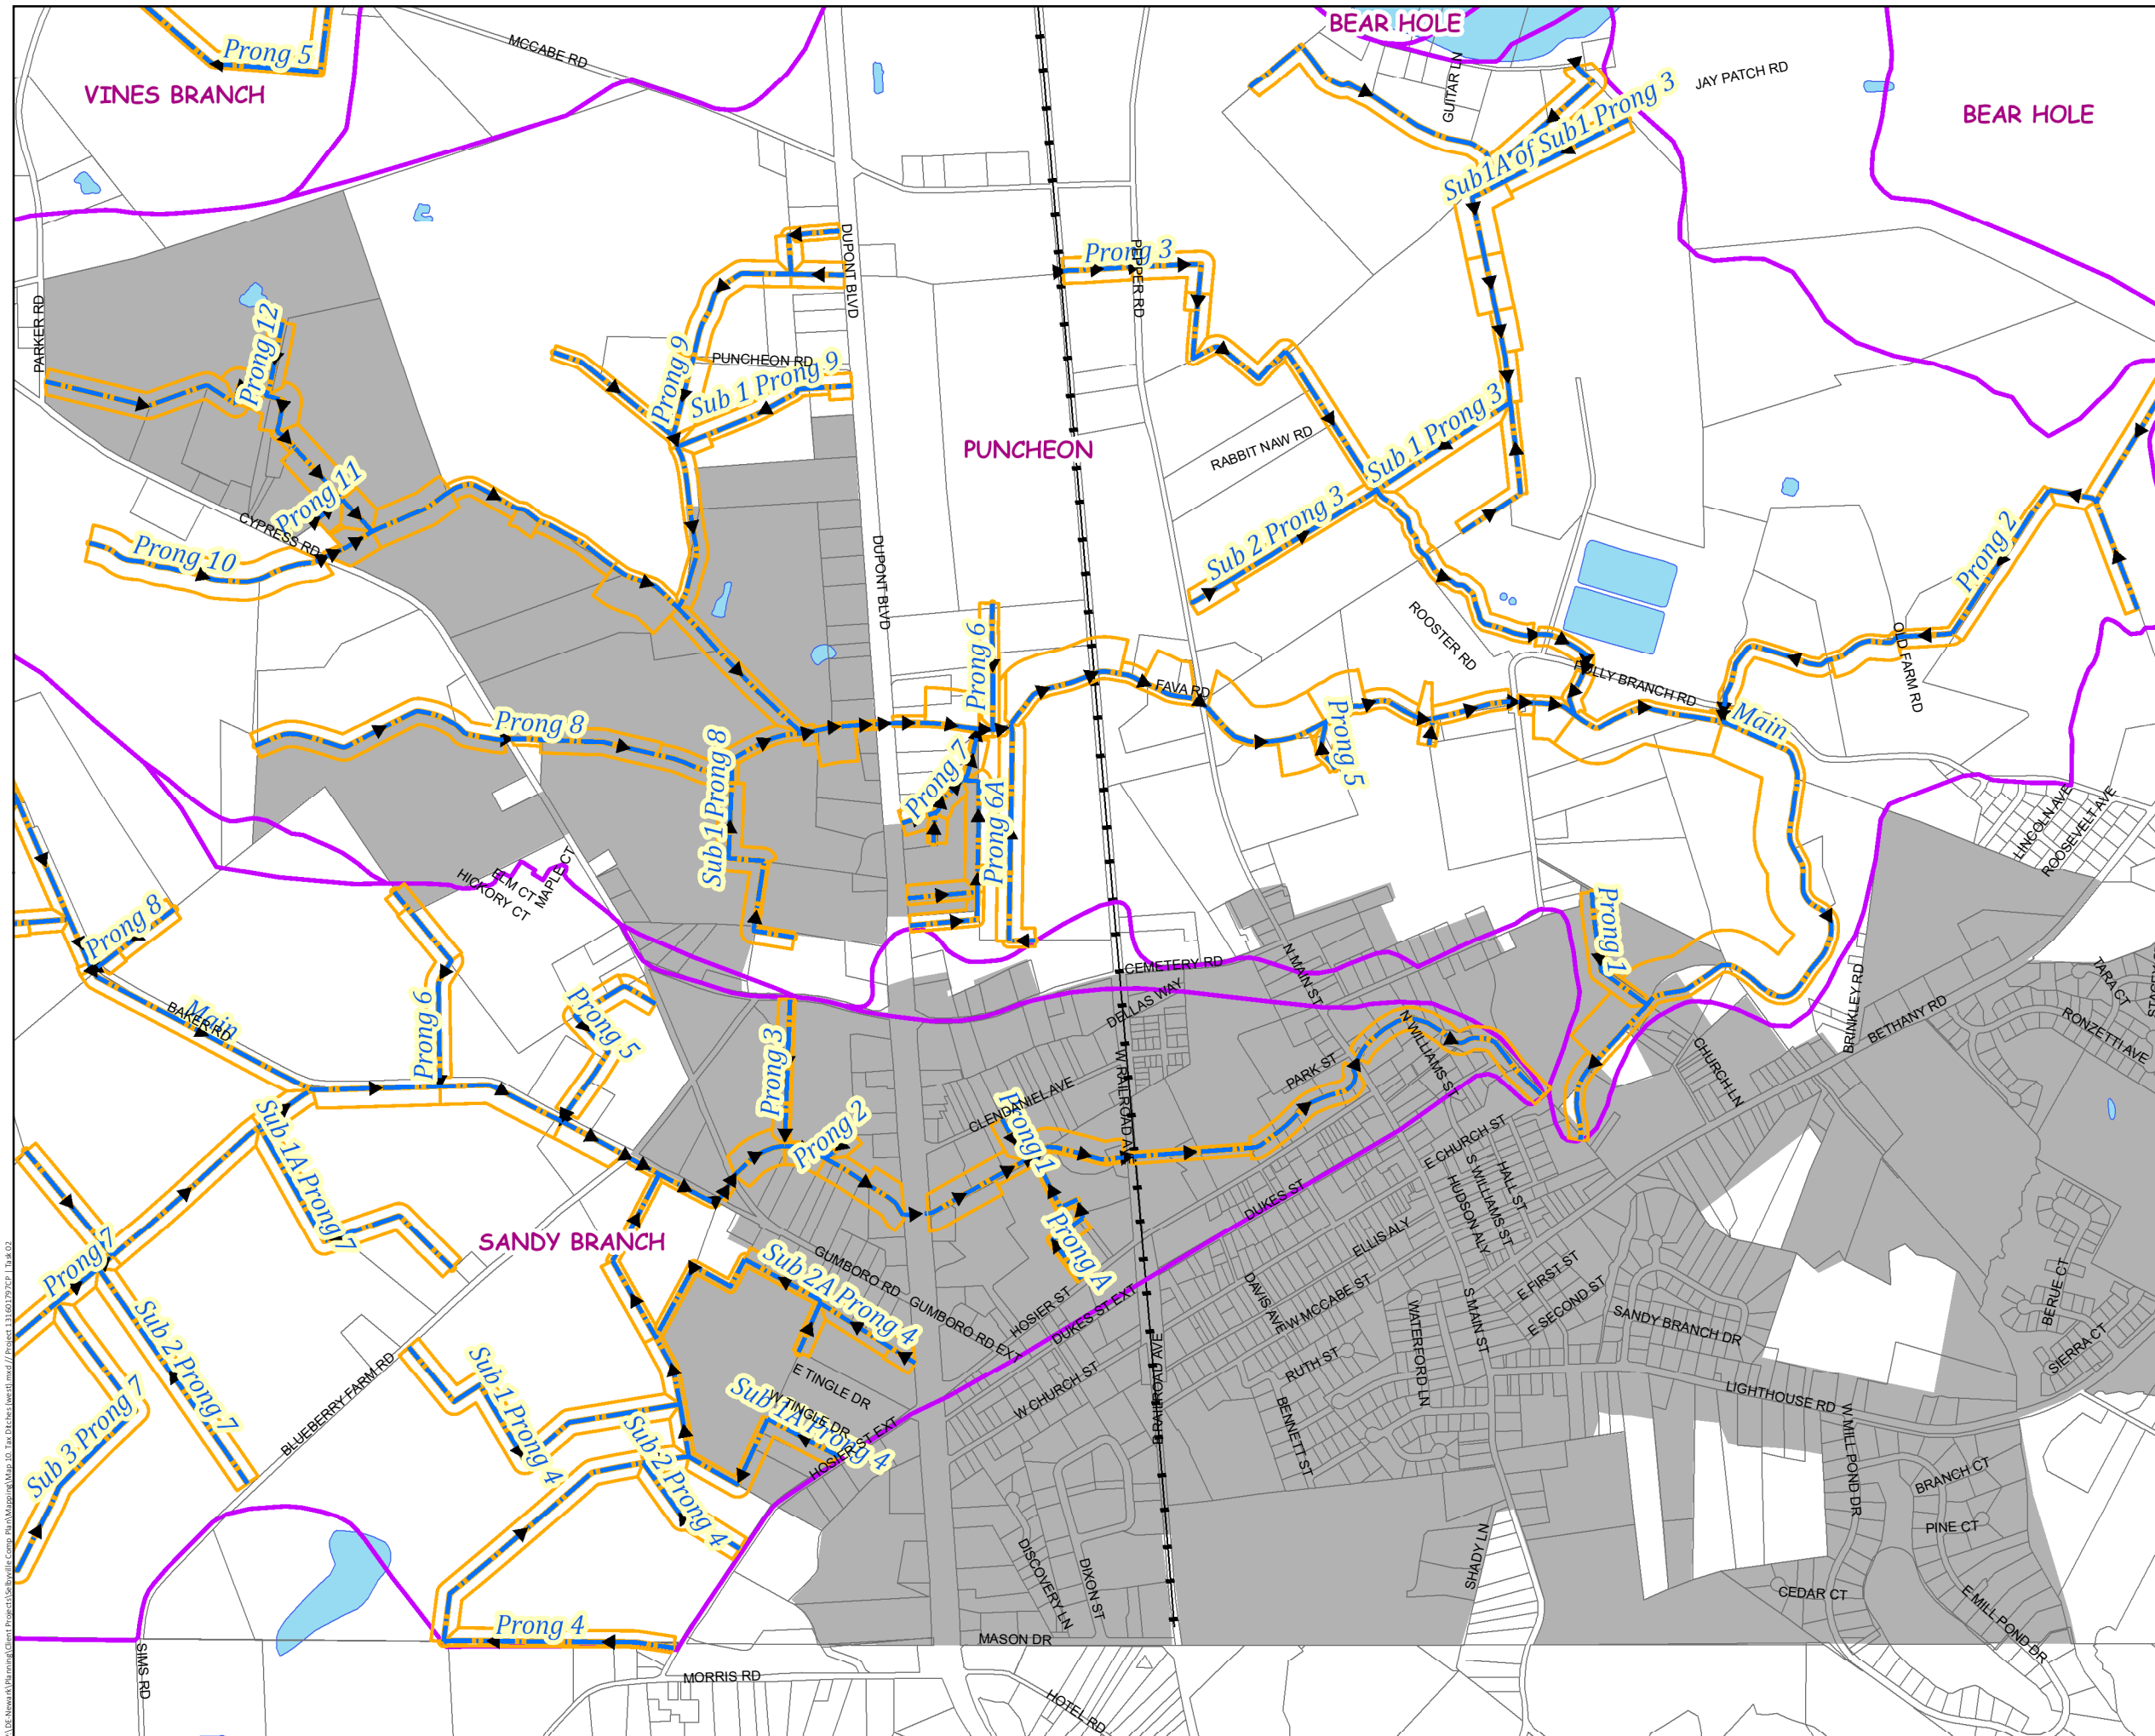 BEAR HOLE
Prong 5
MCCABE RD
VINES BRANCH
GUITAR LN
JAY PATCH RD
BEAR HOLE
Sub1A of Sub1 Prong 3
DUPONT BLVD
Prong 3
PEPPER RD
PARKER RD
Prong 12
Prong 9
PUNCHEON RD
Sub 1 Prong 9
PUNCHEON
RABBIT NAW RD
Sub 1 Prong 3
Prong 11
CYPRESS RD
Prong 10
DUPONT BLVD
Sub 2 Prong 3
Prong 2
ROOSTER RD
OLD FARM RD
Prong 6
FAVA RD
HOLLY BRANCH RD
Main
Prong 8
Sub 1 Prong 8
Prong 7
Prong 6A
Prong 5
LINCOLN AVE
ROOSEVELT AVE
ELM CT
MAPLE CT
HICKORY CT
Prong 8
Prong 1
N MAIN ST
CEMETERY RD
DELLAS WAY
BRINKLEY RD
BETHANY RD
TARA CT
RONZETTI AVE
Main
BAKER RD
Prong 6
Prong 5
Prong 3
N WILLIAMS ST
PARK ST
CHURCH LN
W RAILROAD AVE
CLENDANIEL AVE
Prong 1
Prong 2
Sub 1A Prong 7
E CHURCH ST
S WILLIAMS ST
HALL ST
HUDSON ALY
DUKES ST
ELLIS ALY
Prong A
SANDY BRANCH
Prong 7
GUMBORO RD
GUMBORO RD EXT
Sub 2A Prong 4
HOSIER ST
DUKES ST EXT
DAVIS AVE
W MCCABE ST
E FIRST ST
E SECOND ST
S MAIN ST
WATERFORD LN
SANDY BRANCH DR
BERUE CT
SIERRA CT
Sub 2 Prong 7
BLUEBERRY FARM RD
Sub 1 Prong 4
E TINGLE DR
W TINGLE DR
Sub 1A Prong 4
HOSIER ST EXT
W CHURCH ST
RUTH ST
BENNETT ST
LIGHTHOUSE RD
W MILL POND DR
Sub 3 Prong 7
Sub 2 Prong 4
BRANCH CT
PINE CT
SHADY LN
DISCOVERY LN
DIXON ST
CEDAR CT
E MILL POND DR
Prong 4
MASON DR
SIMS RD
MORRIS RD
HOTEL RD